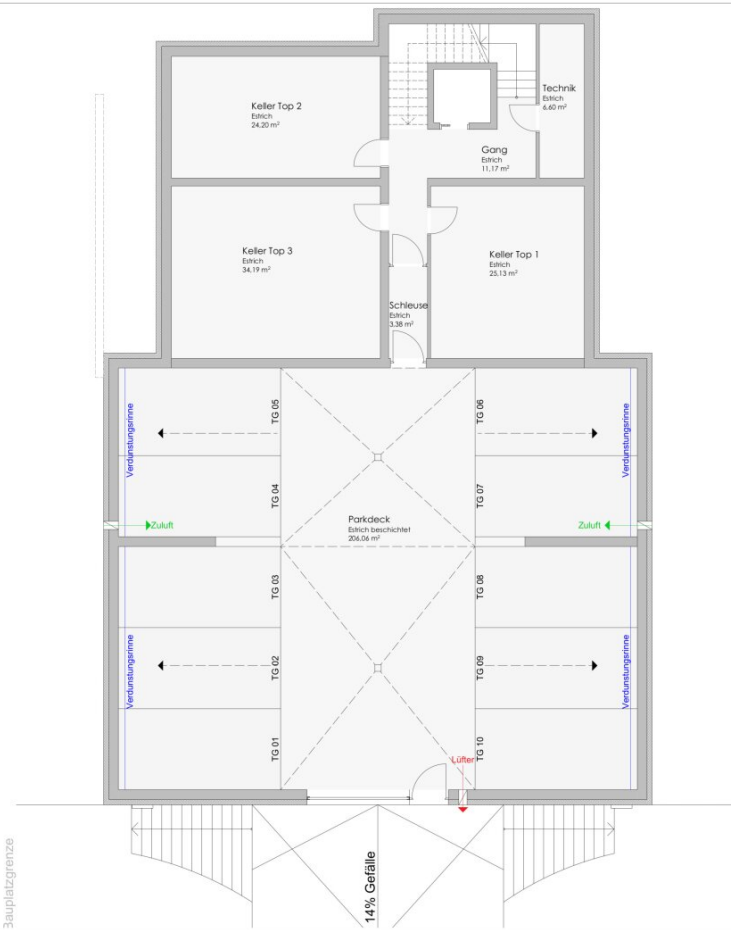 Technik
Estrich
6,60 m²
Keller Top 2
Estrich
24,20 m²
Gang
Estrich
11,17 m²
Keller Top 3
Estrich
34,19 m²
Keller Top 1
Estrich
25,13 m²
Schleuse
Estrich
3,38 m²
Verdunstungsrinne
TG 05
TG 06
Verdunstungsrinne
TG 04
TG 07
Zuluft
Parkdeck
Estrich beschichtet
206,06 m²
Zuluft
TG 03
TG 08
Verdunstungsrinne
TG 02
TG 09
Verdunstungsrinne
TG 01
TG 10
Lüfter
14% Gefälle
Bauplatzgrenze